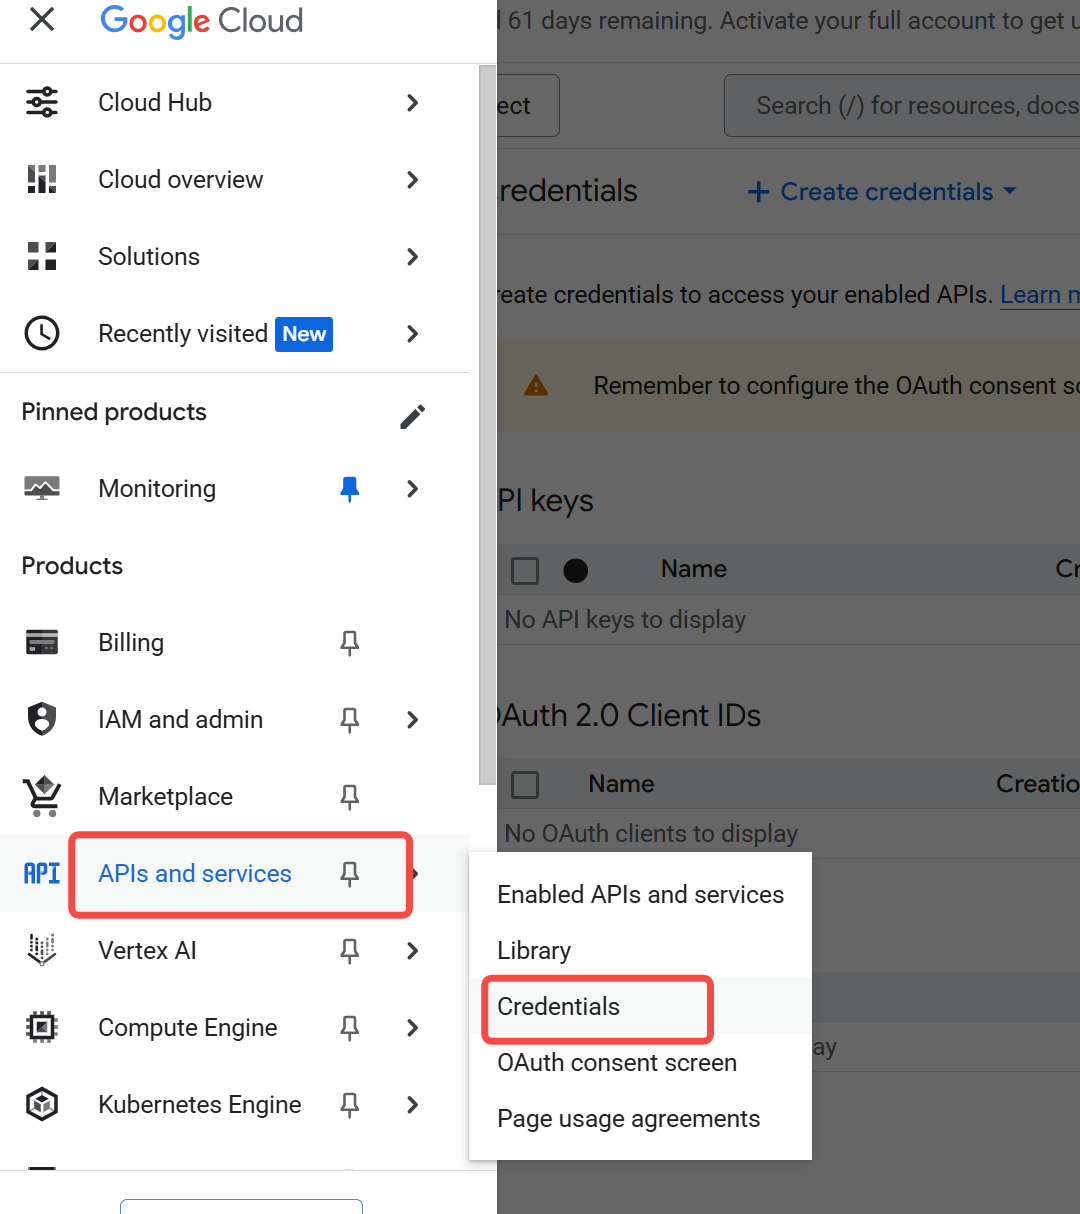 Google Cloud
61 days remaining. Activate your full account to get
Cloud Hub
Search (/) for resources, docs
Cloud overview
redentials
+ Create credentials
Solutions
reate credentials to access your enabled APIs. Learn
Recently visited New
Remember to configure the OAuth consent
Pinned products
Monitoring
PI keys
Products
Name
No API keys to display
Billing
IAM and admin
Auth 2.0 Client IDs
Marketplace
Name Creatio
No OAuth clients to display
API APIs and services
Enabled APIs and services
Vertex AI
Library
Credentials
Compute Engine
OAuth consent screen
Kubernetes Engine
Page usage agreements